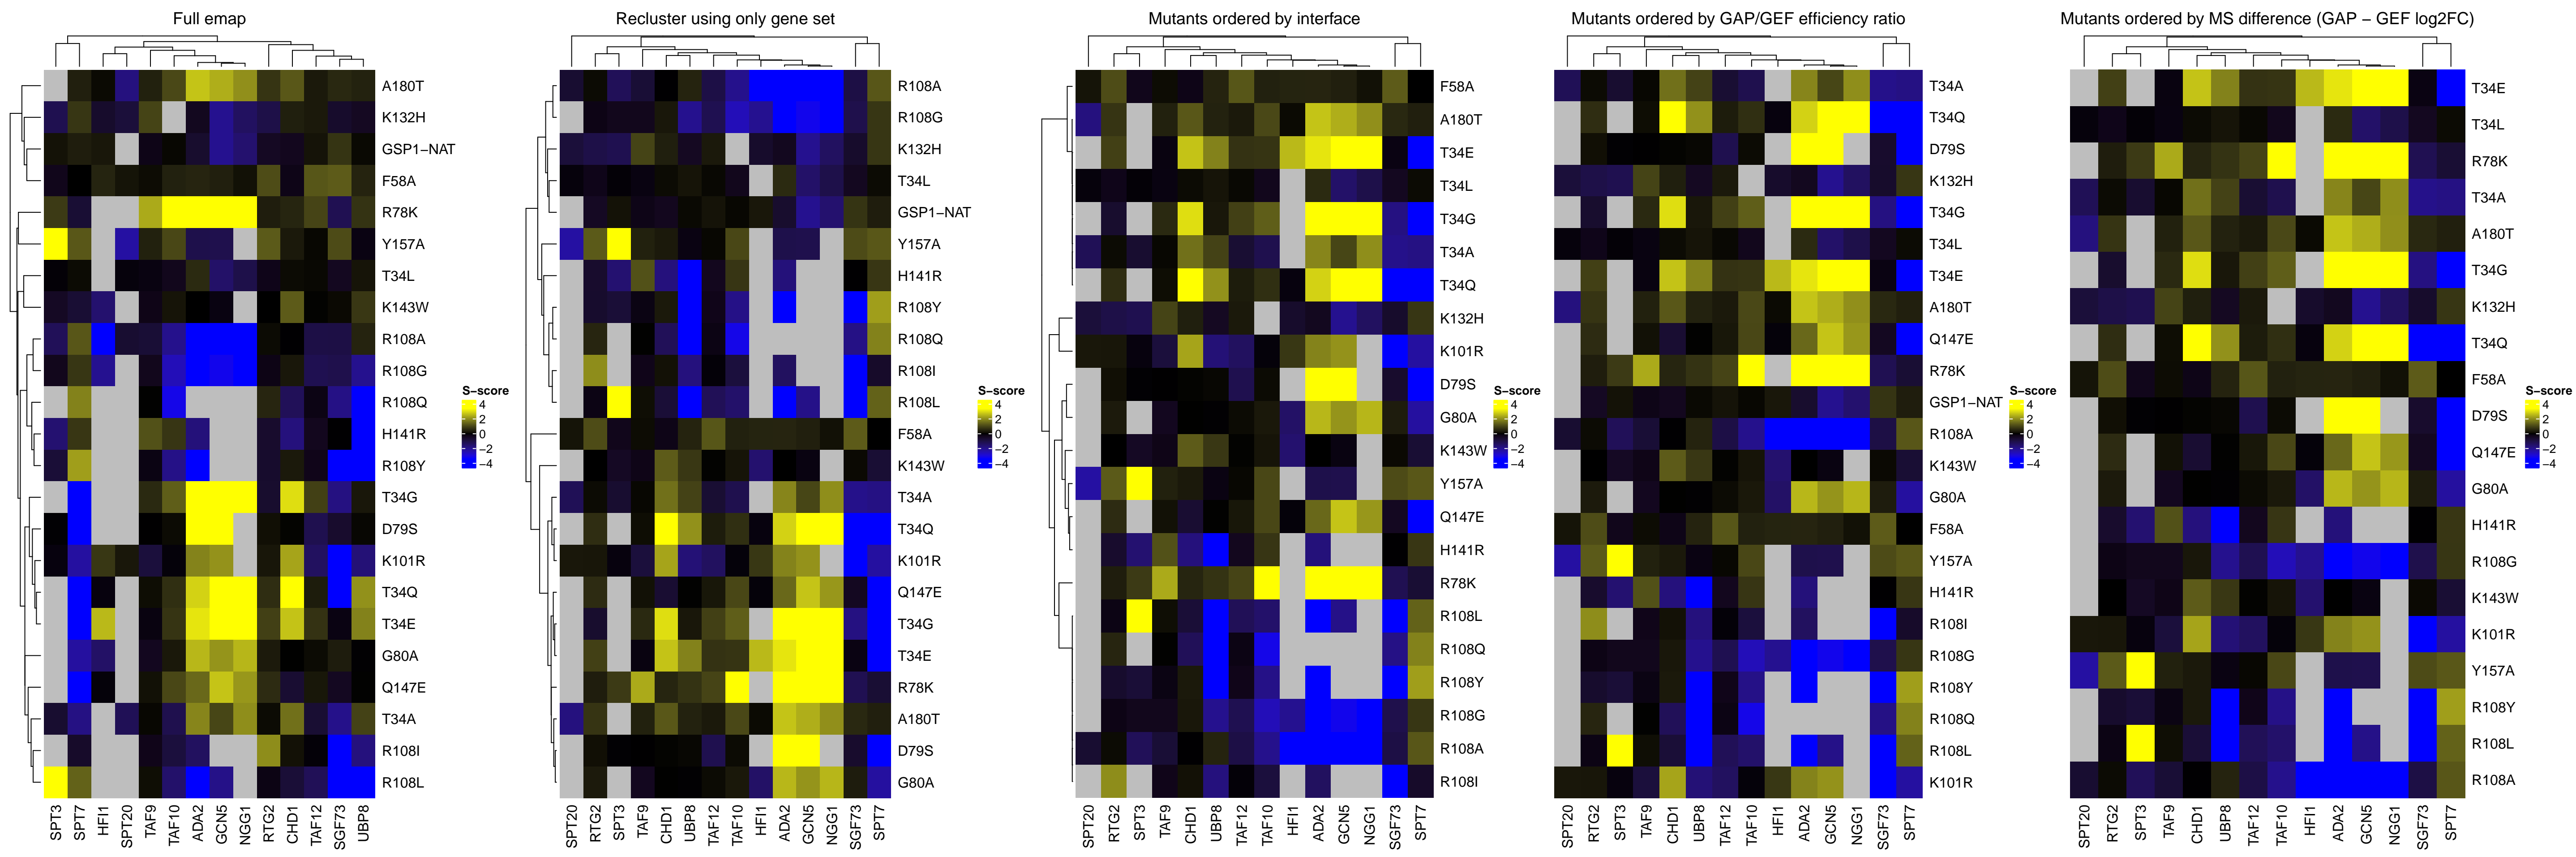 Full emap
A180T
K132H
GSP1−NAT
F58A
R78K
Y157A
T34L
K143W
R108A
R108G
R108Q
H141R
R108Y
T34G
D79S
K101R
T34Q
T34E
G80A
Q147E
T34A
R108I
R108L
SPT3
SPT7
HFI1
SPT20
TAF9
TAF10
ADA2
GCN5
NGG1
RTG2
CHD1
TAF12
SGF73
UBP8
S−score
4
2
0
−2
−4
Recluster using only gene set
R108A
R108G
K132H
T34L
GSP1−NAT
Y157A
H141R
R108Y
R108Q
R108I
R108L
F58A
K143W
T34A
T34Q
K101R
Q147E
T34G
T34E
R78K
A180T
D79S
G80A
SPT20
RTG2
SPT3
TAF9
CHD1
UBP8
TAF12
TAF10
HFI1
ADA2
GCN5
NGG1
SGF73
SPT7
S−score
4
2
0
−2
−4
Mutants ordered by interface
F58A
A180T
T34E
T34L
T34G
T34A
T34Q
K132H
K101R
D79S
G80A
K143W
Y157A
Q147E
H141R
R78K
R108L
R108Q
R108Y
R108G
R108A
R108I
SPT20
RTG2
SPT3
TAF9
CHD1
UBP8
TAF12
TAF10
HFI1
ADA2
GCN5
NGG1
SGF73
SPT7
S−score
4
2
0
−2
−4
Mutants ordered by GAP/GEF efficiency ratio
T34A
T34Q
D79S
K132H
T34G
T34L
T34E
A180T
Q147E
R78K
GSP1−NAT
R108A
K143W
G80A
F58A
Y157A
H141R
R108I
R108G
R108Y
R108Q
R108L
K101R
SPT20
RTG2
SPT3
TAF9
CHD1
UBP8
TAF12
TAF10
HFI1
ADA2
GCN5
NGG1
SGF73
SPT7
S−score
4
2
0
−2
−4
Mutants ordered by MS difference (GAP − GEF log2FC)
T34E
T34L
R78K
T34A
A180T
T34G
K132H
T34Q
F58A
D79S
Q147E
G80A
H141R
R108G
K143W
K101R
Y157A
R108Y
R108L
R108A
SPT20
RTG2
SPT3
TAF9
CHD1
UBP8
TAF12
TAF10
HFI1
ADA2
GCN5
NGG1
SGF73
SPT7
S−score
4
2
0
−2
−4